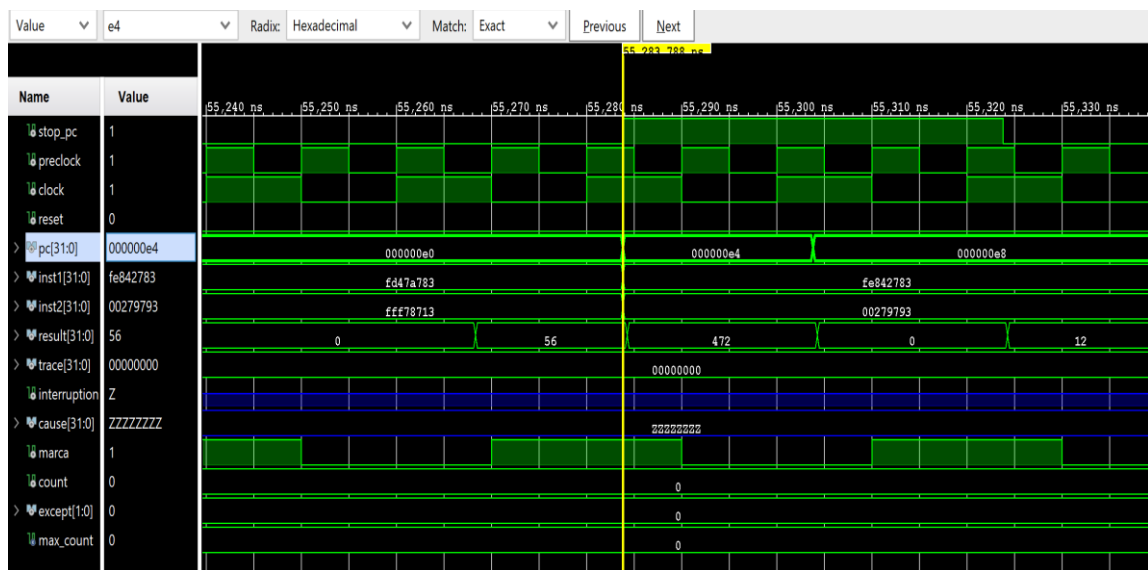 Value e4 Radix: Hexadecimal Match: Exact Previous Next
55,283.788 ns
Name Value
55,240 ns 55,250 ns 55,260 ns 55,270 ns 55,280 ns 55,290 ns 55,300 ns 55,310 ns 55,320 ns 55,330 ns
stop_pc 1
preclock 1
clock 1
reset 0
pc[31:0] 000000e4 000000e0 000000e4 000000e8
inst1[31:0] fe842783 fd47a783 fe842783
inst2[31:0] 00279793 fff78713 00279793
result[31:0] 56 0 56 472 0 12
trace[31:0] 00000000 00000000
interruption Z
cause[31:0] ZZZZZZZZ ZZZZZZZZ
marca 1
count 0 0
except[1:0] 0 0
max_count 0 0